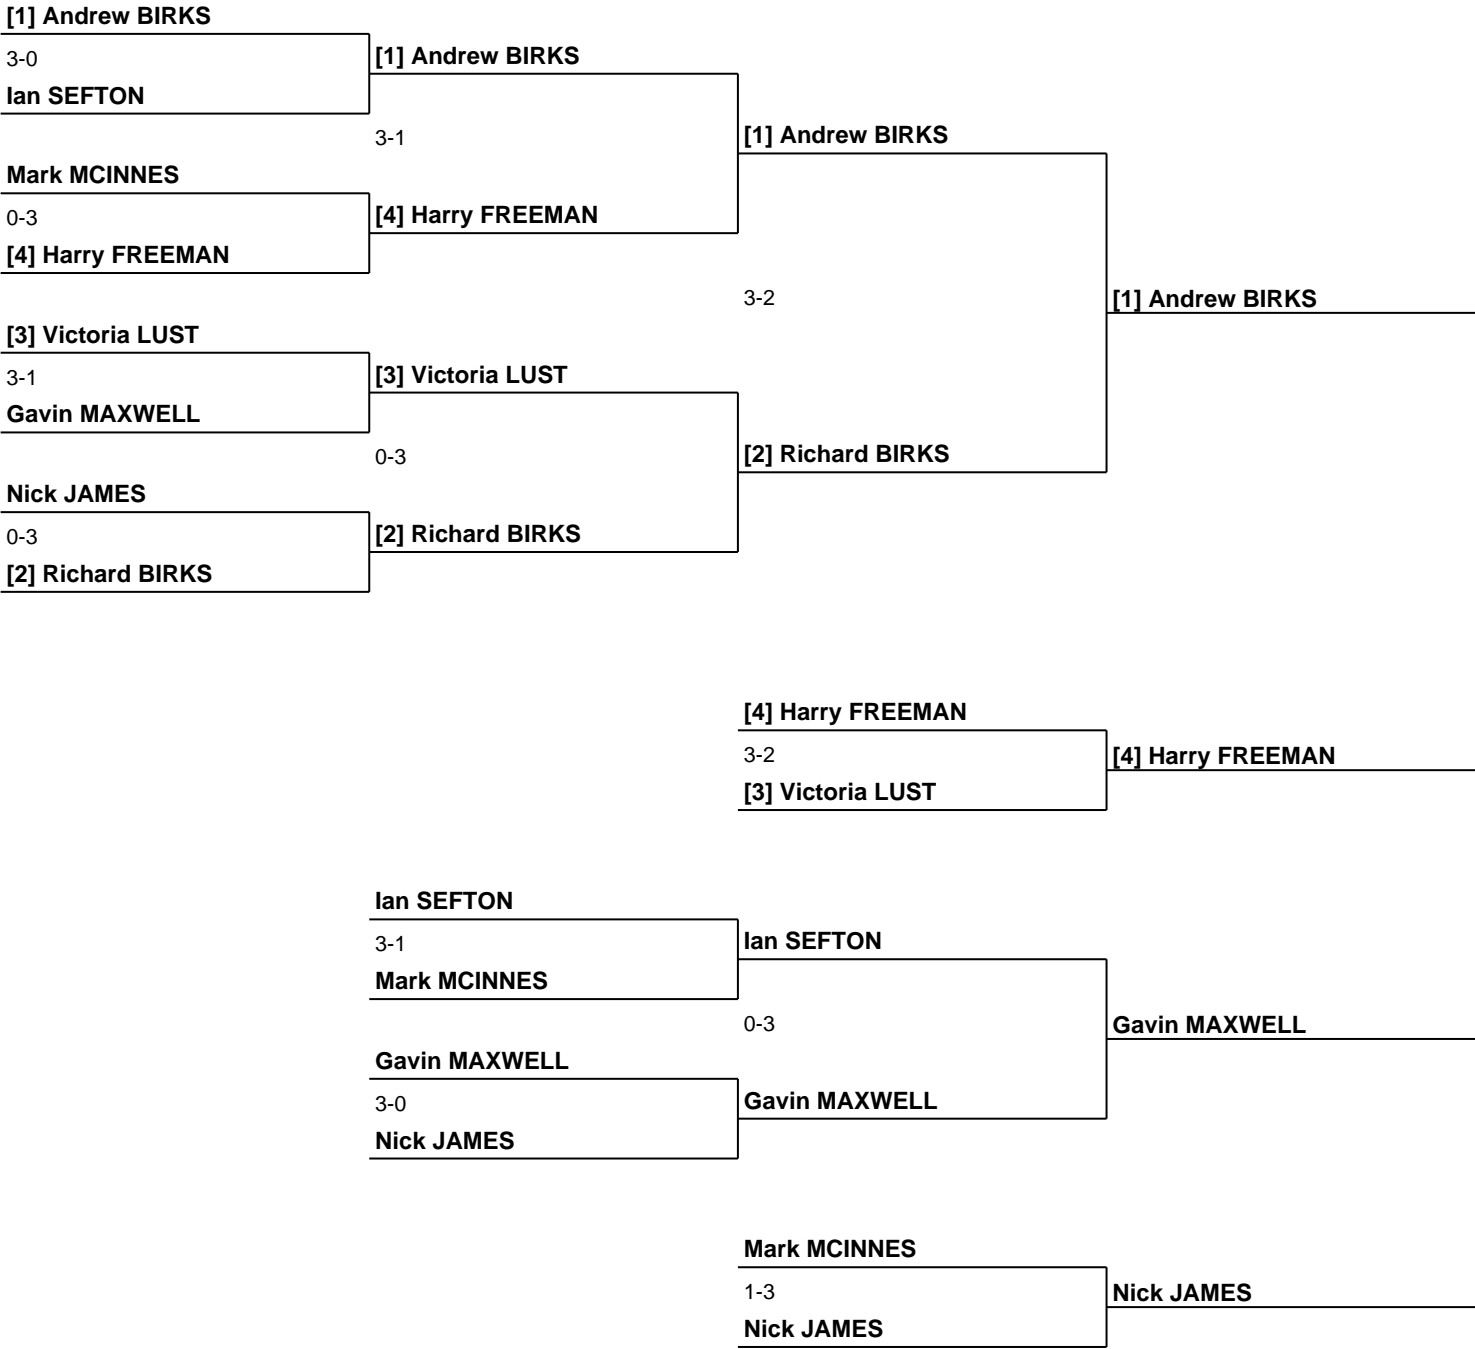 [1] Andrew BIRKS
3-0
Ian SEFTON
[1] Andrew BIRKS
3-1
Mark MCINNES
0-3
[4] Harry FREEMAN
[4] Harry FREEMAN
[1] Andrew BIRKS
3-2
[1] Andrew BIRKS
[3] Victoria LUST
3-1
Gavin MAXWELL
[3] Victoria LUST
0-3
Nick JAMES
0-3
[2] Richard BIRKS
[2] Richard BIRKS
[2] Richard BIRKS
[4] Harry FREEMAN
3-2
[3] Victoria LUST
[4] Harry FREEMAN
Ian SEFTON
3-1
Mark MCINNES
Ian SEFTON
0-3
Gavin MAXWELL
Gavin MAXWELL
3-0
Nick JAMES
Gavin MAXWELL
Mark MCINNES
1-3
Nick JAMES
Nick JAMES